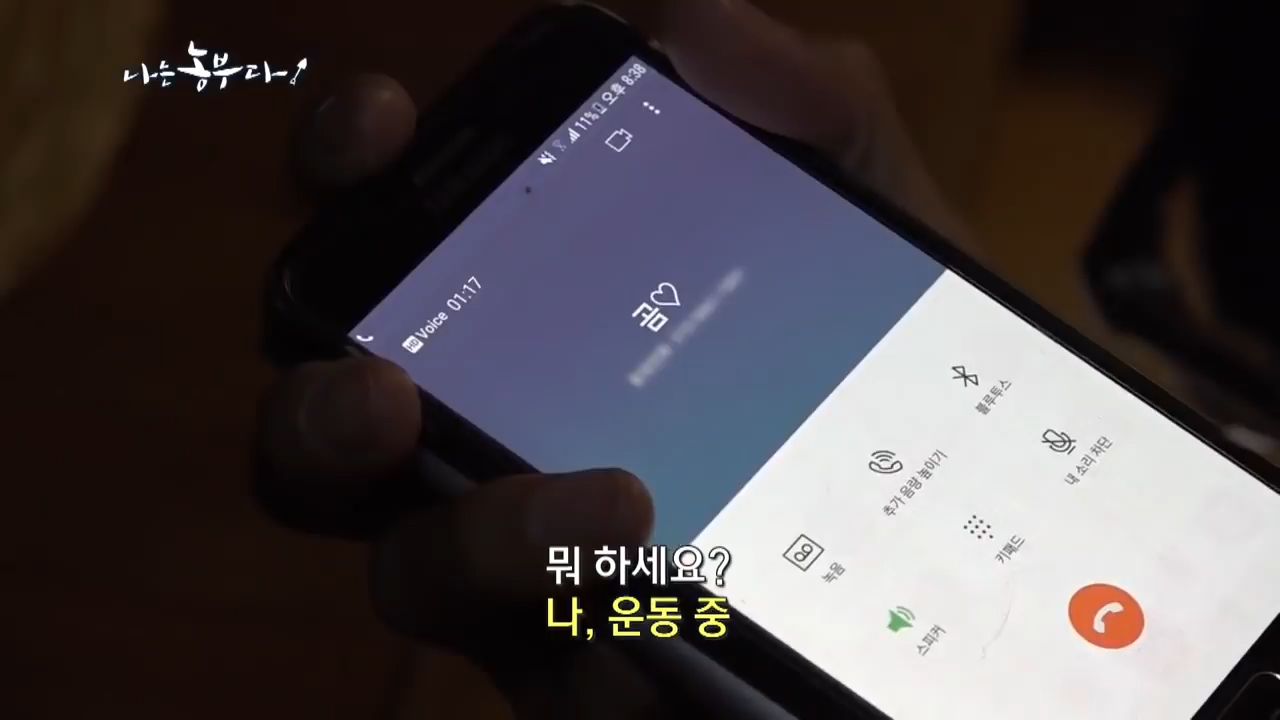 나는 농부다!
11% 오후 8:38
HD Voice 01:17
곰♡
블루투스
추가 음량 높이기
내 소리 차단
녹음
키패드
스피커
뭐 하세요?
나, 운동 중